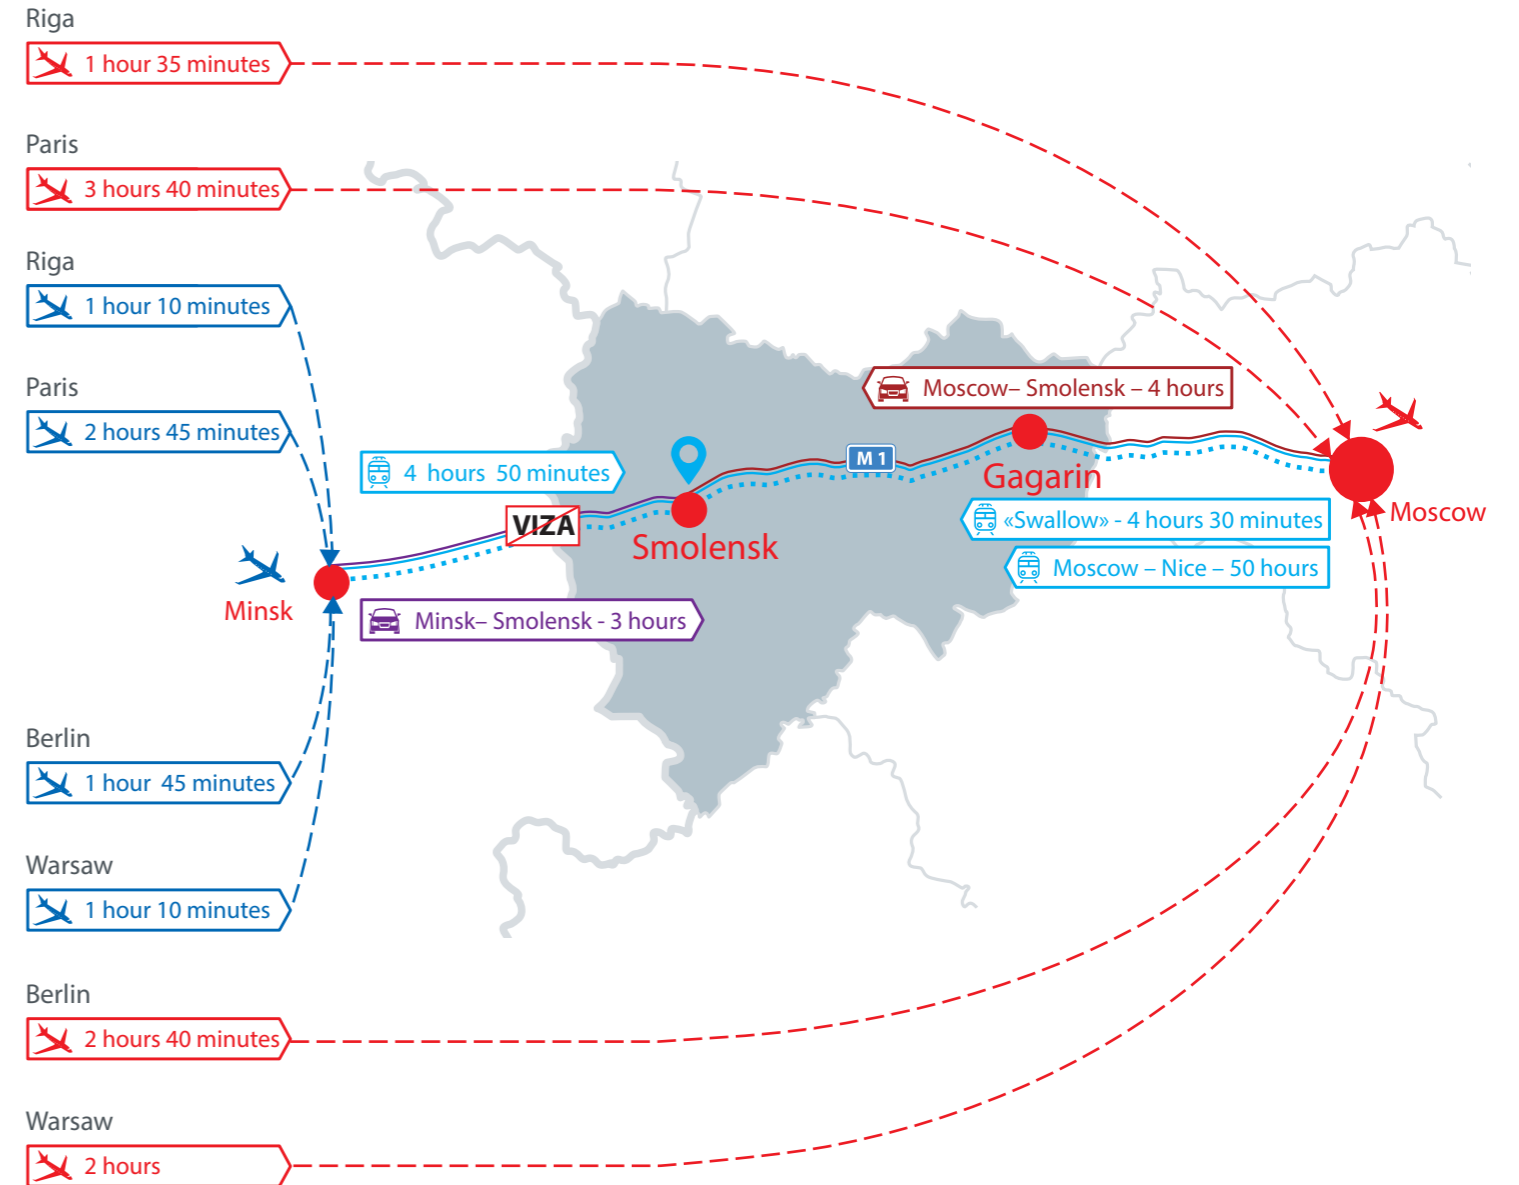 Riga
1 hour 35 minutes
Paris
3 hours 40 minutes
Riga
1 hour 10 minutes
Paris
2 hours 45 minutes
Moscow– Smolensk – 4 hours
M 1
4 hours 50 minutes
Gagarin
VIZA
Smolensk
Moscow
«Swallow» - 4 hours 30 minutes
Moscow – Nice – 50 hours
Minsk
Minsk– Smolensk - 3 hours
Berlin
1 hour 45 minutes
Warsaw
1 hour 10 minutes
Berlin
2 hours 40 minutes
Warsaw
2 hours